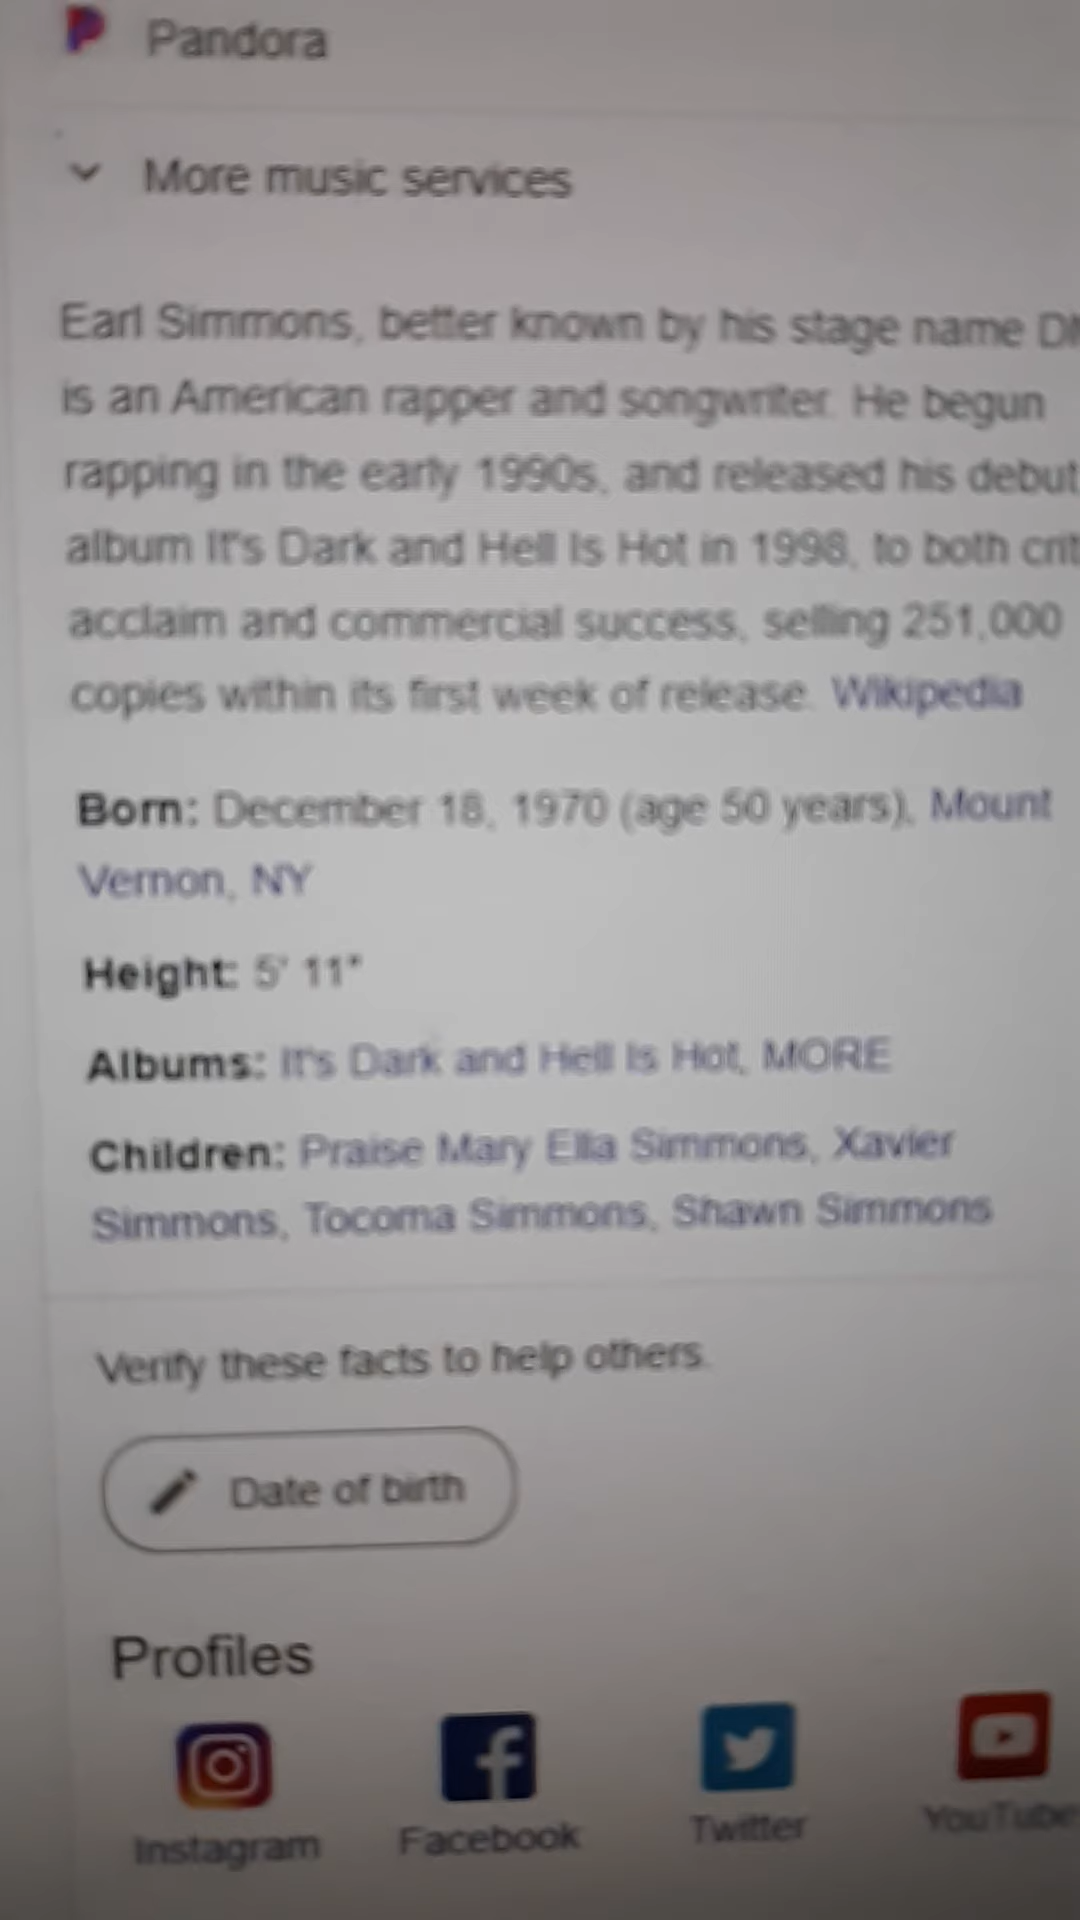 Pandora
More music services
Earl Simmons, better known by his stage name
is an American rapper and songwriter. He begun
rapping in the early 1990s, and released his debut
album It's Dark and Hell Is Hot in 1998, to both crit
acclaim and commercial success, selling 251,000
copies within its first week of release. Wikipedia
Born: December 18, 1970 (age 50 years), Mount
Vernon, NY
Height: 5' 11"
Albums: It's Dark and Hell Is Hot, MORE
Children: Praise Mary Ella Simmons, Xavier
Simmons, Tocoma Simmons, Shawn Simmons
Verify these facts to help others.
Date of birth
Profiles
Instagram Facebook Twitter YouTube